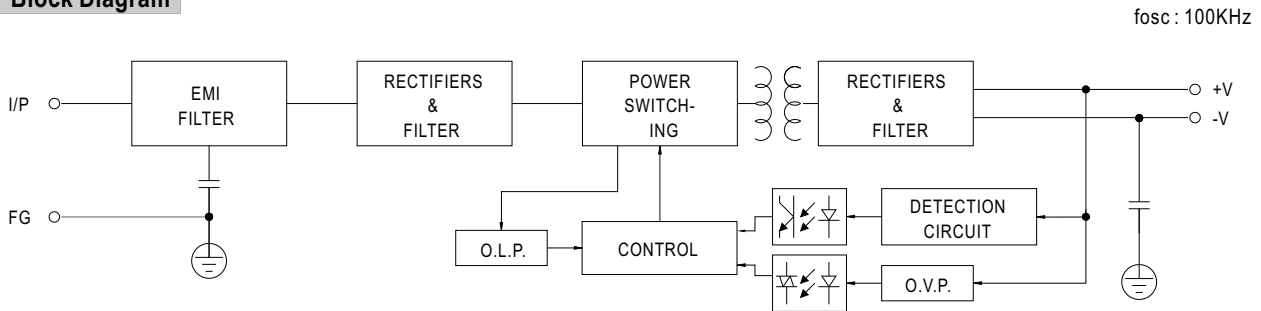 Block Diagram
fosc : 100KHz
I/P
EMI
FILTER
RECTIFIERS
&
FILTER
POWER
SWITCH-
ING
RECTIFIERS
&
FILTER
+V
-V
FG
O.L.P.
CONTROL
DETECTION
CIRCUIT
O.V.P.